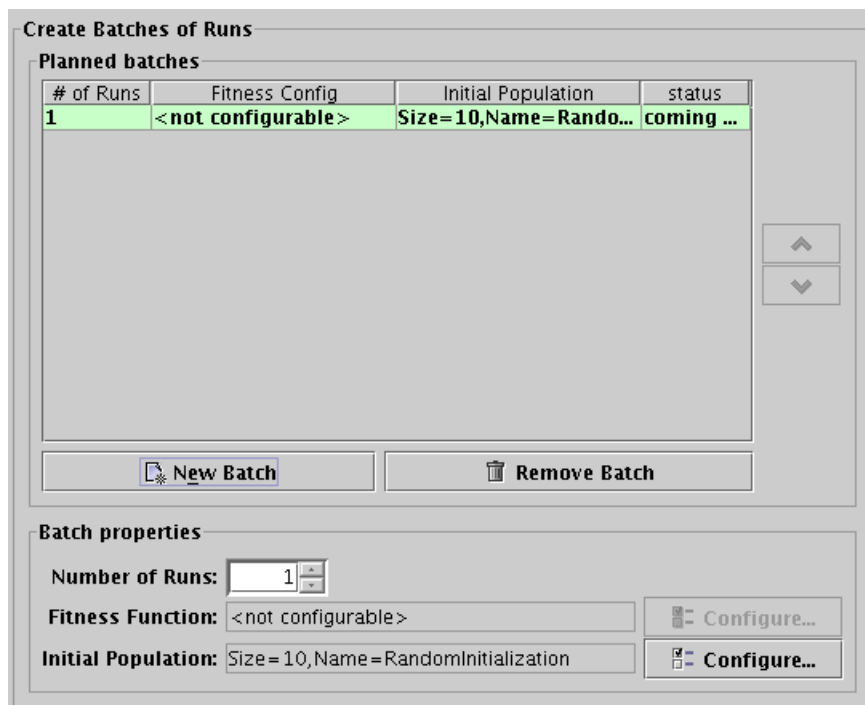 Create Batches of Runs
Planned batches
# of Runs Fitness Config Initial Population status
1 <not configurable> Size=10,Name=Rando... coming ...
New Batch Remove Batch
Batch properties
Number of Runs: 1
Fitness Function: <not configurable> Configure...
Initial Population: Size=10,Name=RandomInitialization Configure...